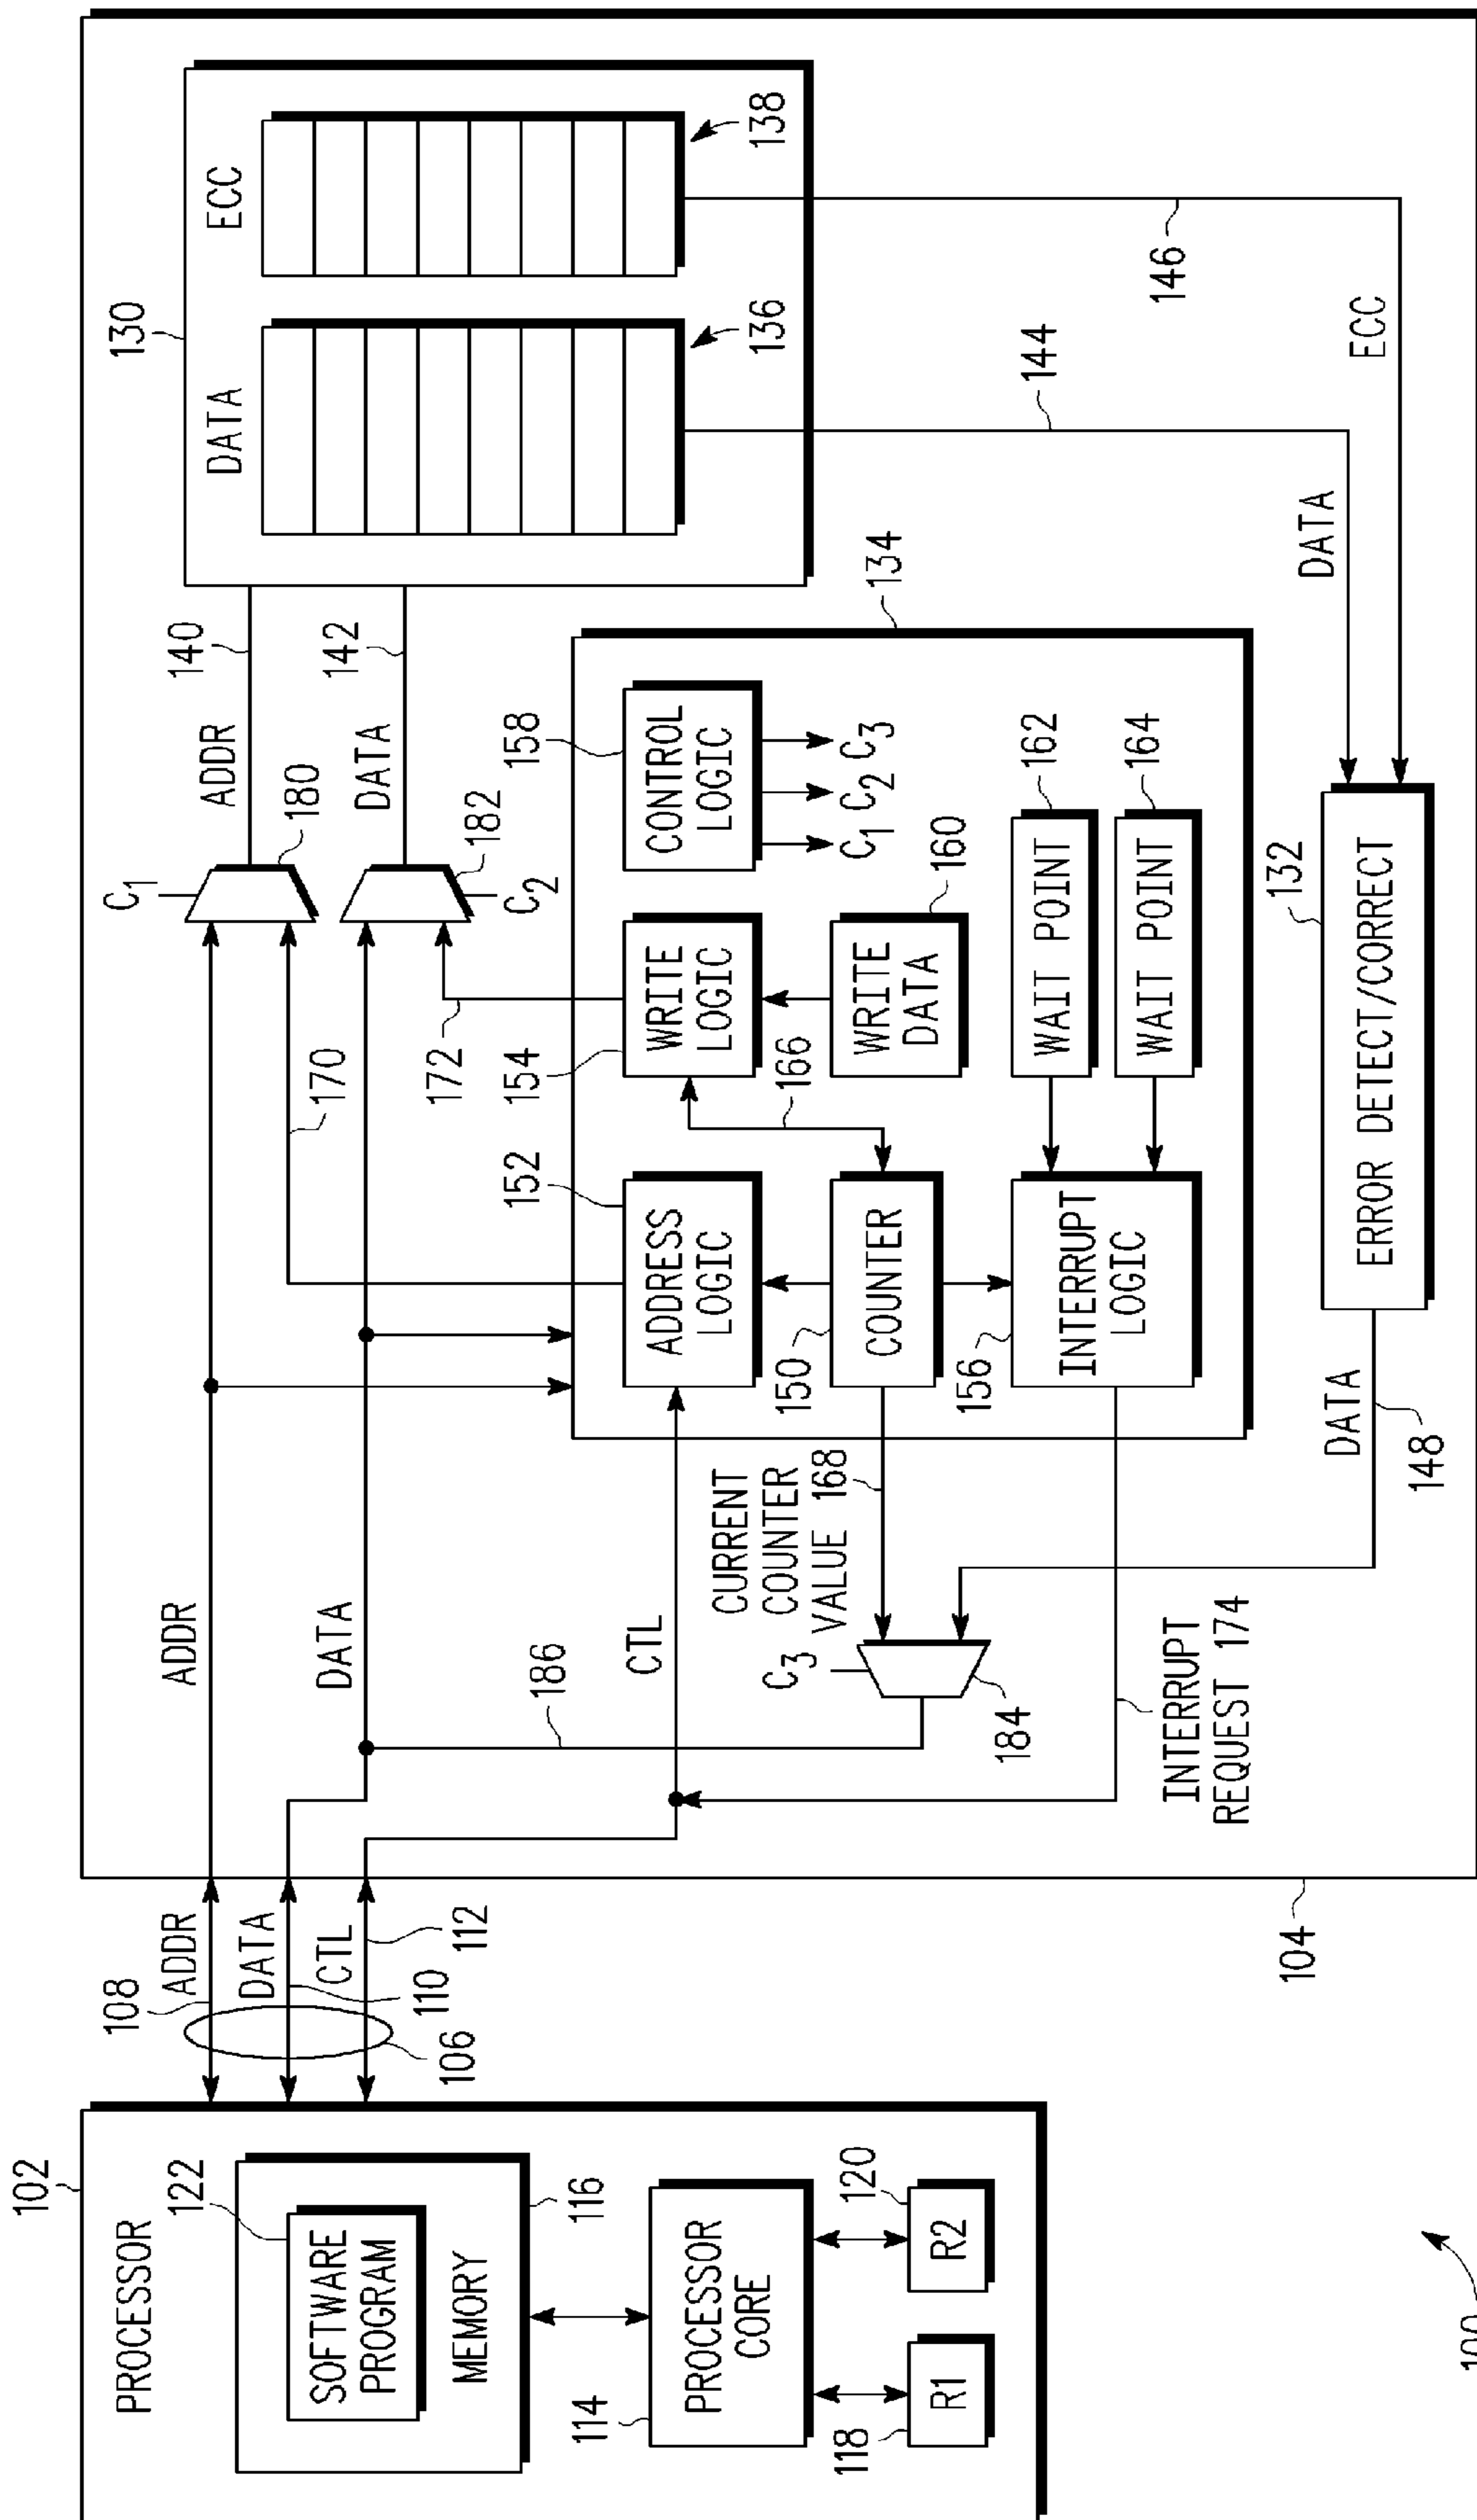 102
PROCESSOR
122
SOFTWARE
PROGRAM
MEMORY
116
114
PROCESSOR
CORE
118
R1
120
R2
108
ADDR
DATA
CTL
110
112
106
104
ADDR
DATA
186
CTL
CURRENT
COUNTER
VALUE 168
C3
184
INTERRUPT
REQUEST 174
DATA
148
C1
180
170
C2
182
172
ADDR
140
DATA
142
130
DATA
ECC
136
138
134
152
ADDRESS
LOGIC
154
WRITE
LOGIC
158
CONTROL
LOGIC
C1
C2
C3
166
150
COUNTER
WRITE
DATA
160
156
INTERRUPT
LOGIC
WAIT POINT
162
WAIT POINT
164
132
ERROR DETECT/CORRECT
144
146
DATA
ECC